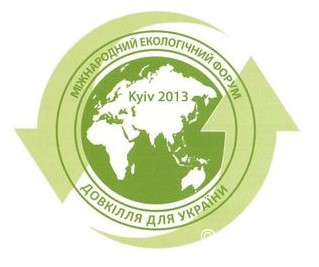 МІЖНАРОДНИЙ ЕКОЛОГІЧНИЙ ФОРУМ
Kyiv 2013
ДОВКІЛЛЯ ДЛЯ УКРАЇНИ
©